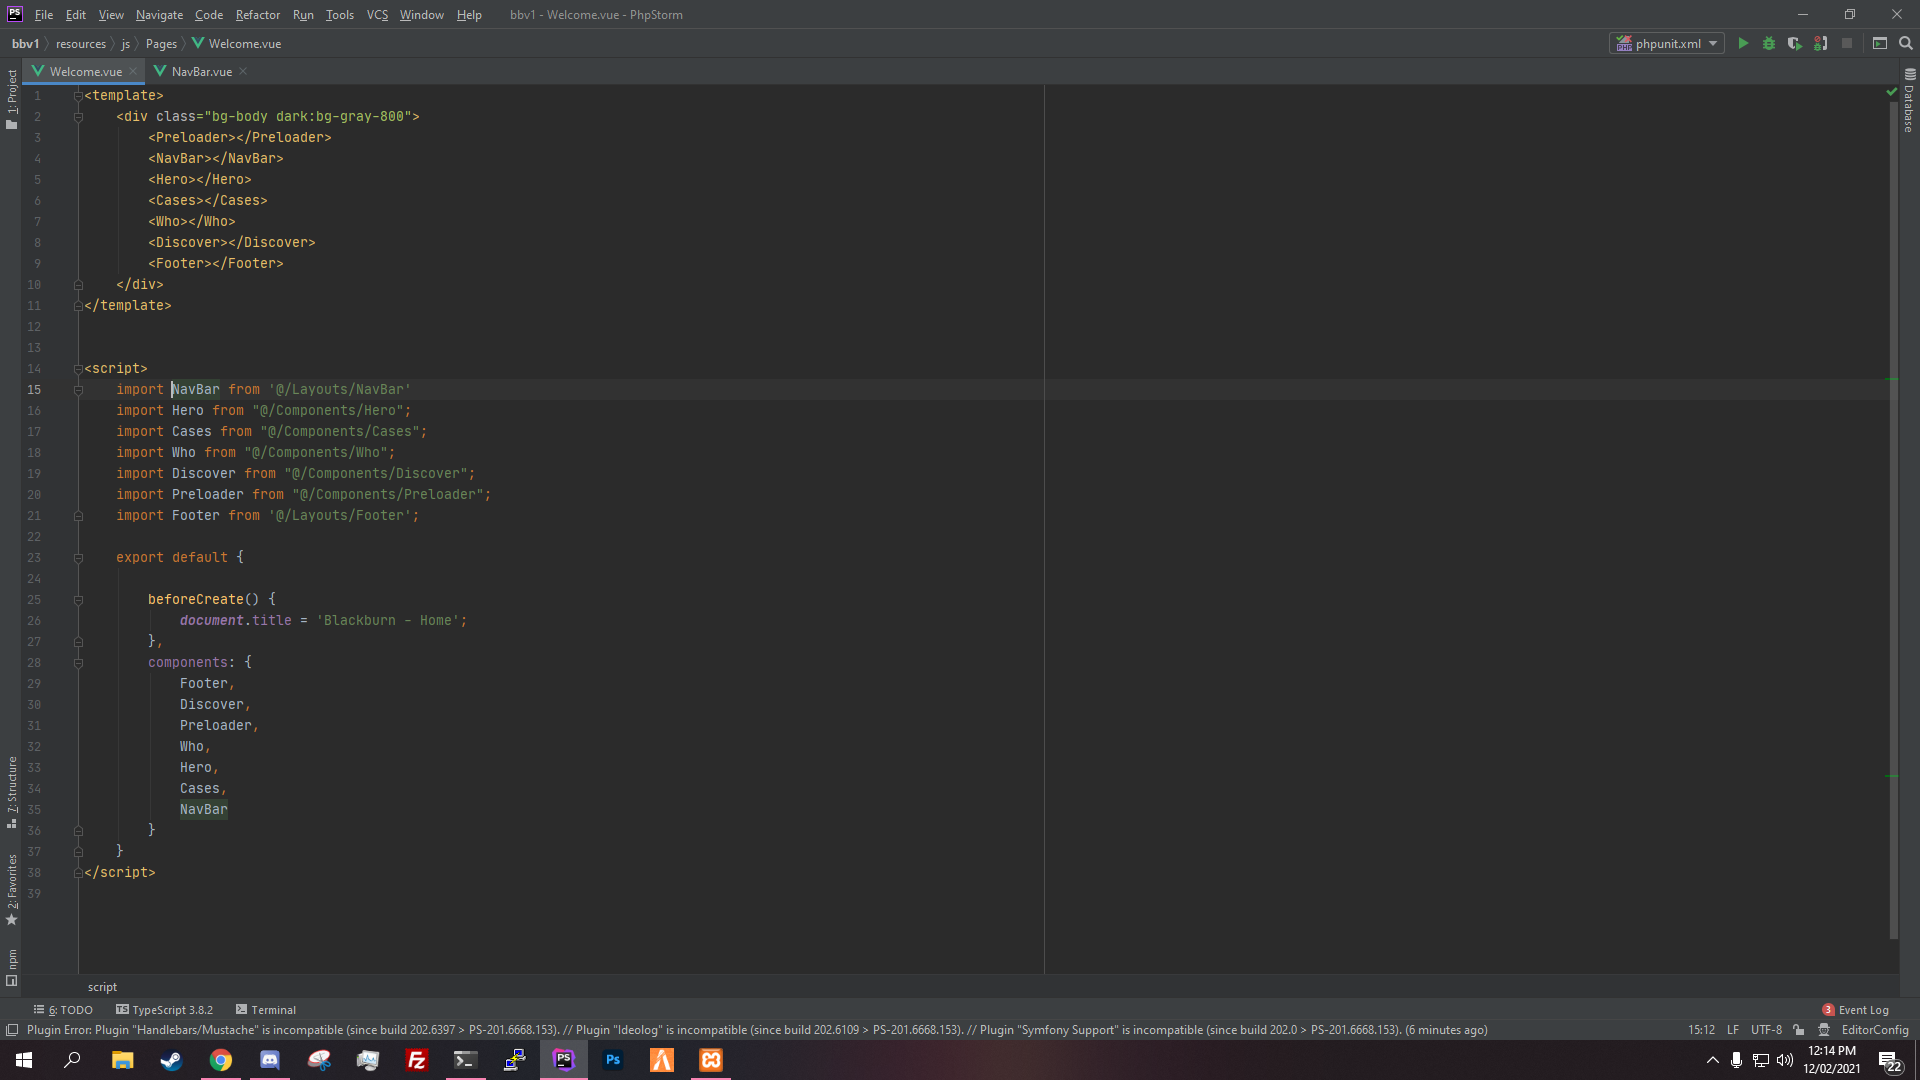 PS File Edit View Navigate Code Refactor Run Tools VCS Window Help bbv1 - Welcome.vue - PhpStorm
bbv1 resources js Pages Welcome.vue phpunit.xml
Welcome.vue NavBar.vue
1: Project
Database
1 <template>
2 <div class="bg-body dark:bg-gray-800">
3 <Preloader></Preloader>
4 <NavBar></NavBar>
5 <Hero></Hero>
6 <Cases></Cases>
7 <Who></Who>
8 <Discover></Discover>
9 <Footer></Footer>
10 </div>
11 </template>
12
13
14 <script>
15 import NavBar from '@/Layouts/NavBar'
16 import Hero from "@/Components/Hero";
17 import Cases from "@/Components/Cases";
18 import Who from "@/Components/Who";
19 import Discover from "@/Components/Discover";
20 import Preloader from "@/Components/Preloader";
21 import Footer from '@/Layouts/Footer';
22
23 export default {
24
25 beforeCreate() {
26 document.title = 'Blackburn - Home';
27 },
28 components: {
29 Footer,
30 Discover,
31 Preloader,
32 Who,
33 Hero,
34 Cases,
35 NavBar
36 }
37 }
38 </script>
39
7: Structure
2: Favorites
npm
script
6: TODO TypeScript 3.8.2 Terminal 3 Event Log
Plugin Error: Plugin "Handlebars/Mustache" is incompatible (since build 202.6397 > PS-201.6668.153). // Plugin "Ideolog" is incompatible (since build 202.6109 > PS-201.6668.153). // Plugin "Symfony Support" is incompatible (since build 202.0 > PS-201.6668.153). (6 minutes ago) 15:12 LF UTF-8 EditorConfig
Fz PS Ps 12:14 PM
12/02/2021 22